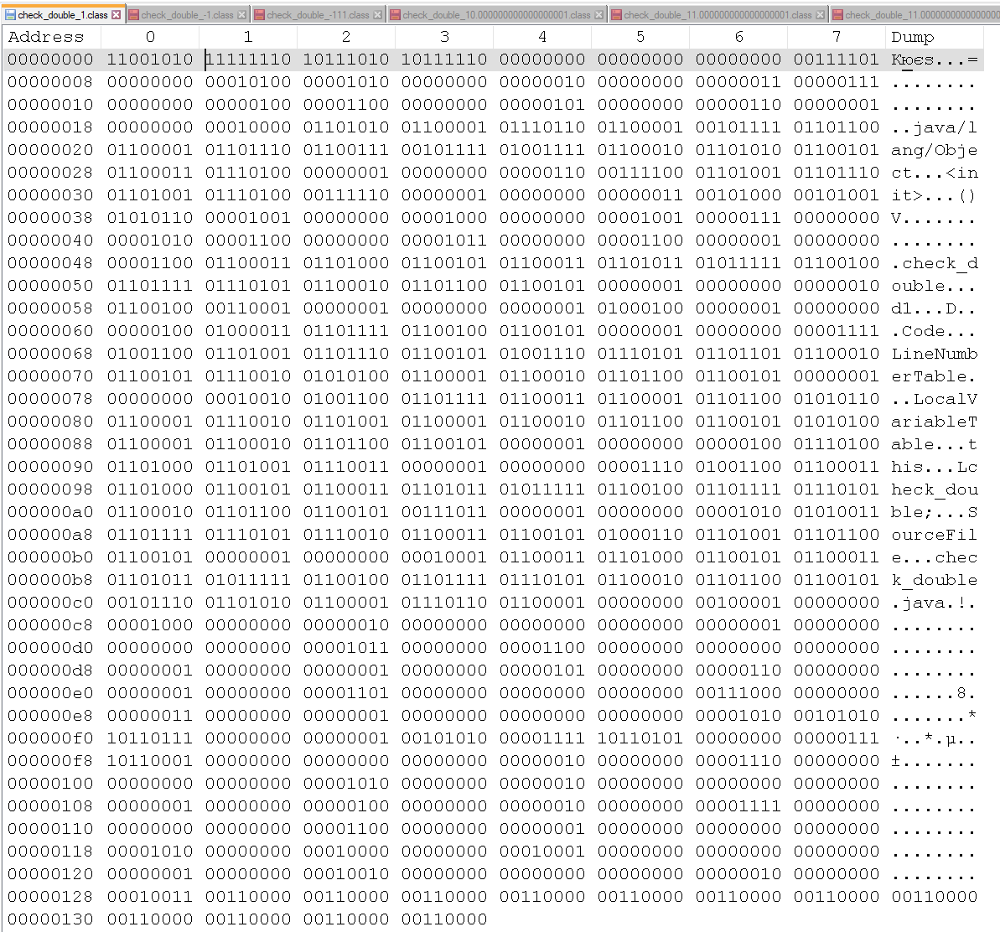 check_double_1.class check_double_-1.class check_double_-111.class check_double_10.000000000000000001.class check_double_11.0000000000000001.class check_double_11.00000000000000
Address 0 1 2 3 4 5 6 7 Dump
00000000 11001010 11111110 10111010 10111110 00000000 00000000 00000000 00111101 Кюєѕ...=
00000008 00000000 00010100 00001010 00000000 00000010 00000000 00000011 00000111 ........
00000010 00000000 00000100 00001100 00000000 00000101 00000000 00000110 00000001 ........
00000018 00000000 00010000 01101010 01100001 01110110 01100001 00101111 01101100 ..java/l
00000020 01100001 01101110 01100111 00101111 01001111 01100010 01101010 01100101 ang/Obje
00000028 01100011 01110100 00000001 00000000 00000110 00111100 01101001 01101110 ct...<in
00000030 01101001 01110100 00111110 00000001 00000000 00000011 00101000 00101001 it>...()
00000038 01010110 00001001 00000000 00001000 00000000 00001001 00000111 00000000 V.......
00000040 00001010 00001100 00000000 00001011 00000000 00001100 00000001 00000000 ........
00000048 00001100 01100011 01101000 01100101 01100011 01101011 01011111 01100100 .check_d
00000050 01101111 01110101 01100010 01101100 01100101 00000001 00000000 00000010 ouble...
00000058 01100100 00110001 00000001 00000000 00000001 01000100 00000001 00000000 d1...D..
00000060 00000100 01000011 01101111 01100100 01100101 00000001 00000000 00001111 .Code...
00000068 01001100 01101001 01101110 01100101 01001110 01110101 01101101 01100010 LineNumb
00000070 01100101 01110010 01010100 01100001 01100010 01101100 01100101 00000001 erTable.
00000078 00000000 00010010 01001100 01101111 01100011 01100001 01101100 01010110 ..LocalV
00000080 01100001 01110010 01101001 01100001 01100010 01101100 01100101 01010100 ariableT
00000088 01100001 01100010 01101100 01100101 00000001 00000000 00000100 01110100 able...t
00000090 01101000 01101001 01110011 00000001 00000000 00001110 01001100 01100011 his...Lc
00000098 01101000 01100101 01100011 01101011 01011111 01100100 01101111 01110101 heck_dou
000000a0 01100010 01101100 01100101 00111011 00000001 00000000 00001010 01010011 ble;...S
000000a8 01101111 01110101 01110010 01100011 01100101 01000110 01101001 01101100 ourceFil
000000b0 01100101 00000001 00000000 00010001 01100011 01101000 01100101 01100011 e...chec
000000b8 01101011 01011111 01100100 01101111 01110101 01100010 01101100 01100101 k_double
000000c0 00101110 01101010 01100001 01110110 01100001 00000000 00100001 00000000 .java.!.
000000c8 00001000 00000000 00000010 00000000 00000000 00000000 00000001 00000000 ........
000000d0 00000000 00000000 00001011 00000000 00001100 00000000 00000000 00000000 ........
000000d8 00000001 00000000 00000001 00000000 00000101 00000000 00000110 00000000 ........
000000e0 00000001 00000000 00001101 00000000 00000000 00000000 00111000 00000000 ......8.
000000e8 00000011 00000000 00000001 00000000 00000000 00000000 00001010 00101010 .......*
000000f0 10110111 00000000 00000001 00101010 00001111 10110101 00000000 00000111 ·..*.µ..
000000f8 10110001 00000000 00000000 00000000 00000010 00000000 00001110 00000000 ±.......
00000100 00000000 00000000 00001010 00000000 00000010 00000000 00000000 00000000 ........
00000108 00000001 00000000 00000100 00000000 00000010 00000000 00001111 00000000 ........
00000110 00000000 00000000 00001100 00000000 00000001 00000000 00000000 00000000 ........
00000118 00001010 00000000 00010000 00000000 00010001 00000000 00000000 00000000 ........
00000120 00000001 00000000 00010010 00000000 00000000 00000000 00000010 00000000 ........
00000128 00010011 00110000 00110000 00110000 00110000 00110000 00110000 00110000 00110000
00000130 00110000 00110000 00110000 00110000